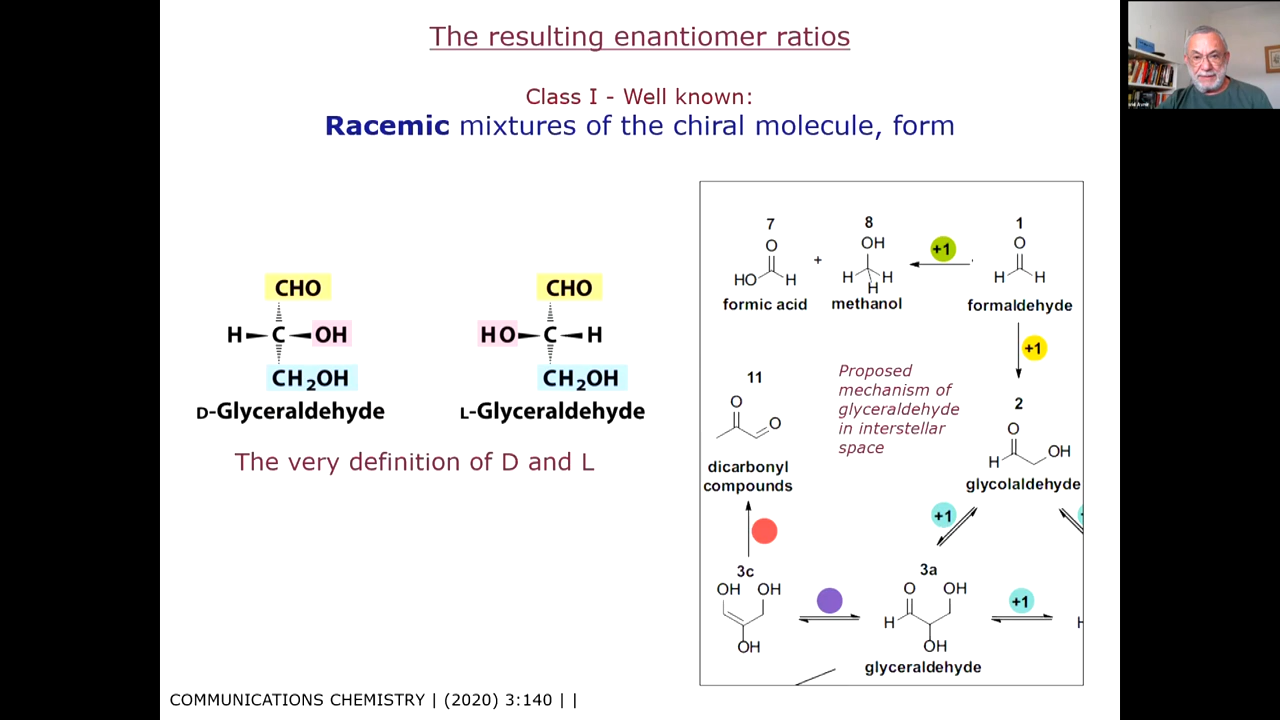 The resulting enantiomer ratios
Class I - Well known:
Racemic mixtures of the chiral molecule, form
CHO
H C OH
CH2OH
D-Glyceraldehyde
CHO
HO C H
CH2OH
L-Glyceraldehyde
The very definition of D and L
7
O
HO H
formic acid
+
8
OH
H H
H
methanol
+1
1
O
H H
formaldehyde
+1
11
O
O
dicarbonyl
compounds
Proposed
mechanism of
glyceraldehyde
in interstellar
space
2
O
OH
H
glycolaldehyde
+1
3c
OH OH
OH
3a
O OH
H
OH
glyceraldehyde
+1
H
COMMUNICATIONS CHEMISTRY | (2020) 3:140 | |